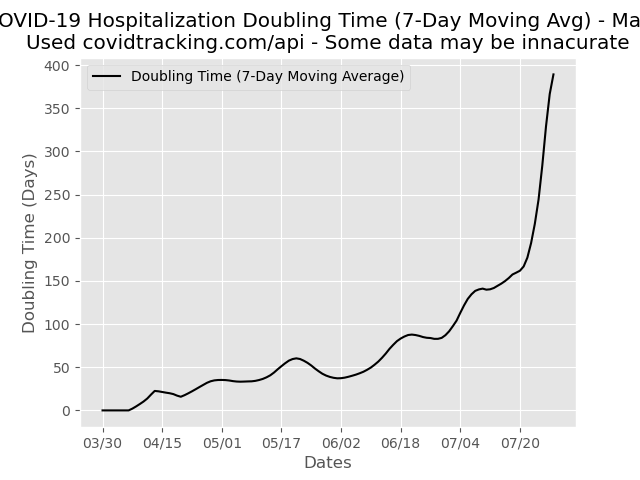 OVID-19 Hospitalization Doubling Time (7-Day Moving Avg) - Ma
Used covidtracking.com/api - Some data may be innacurate
Doubling Time (7-Day Moving Average)
Doubling Time (Days)
400
350
300
250
200
150
100
50
0
03/30 04/15 05/01 05/17 06/02 06/18 07/04 07/20
Dates